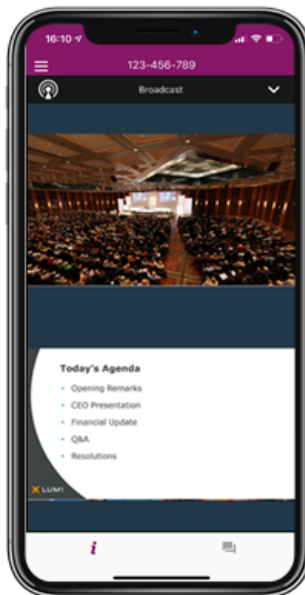 16:10
123-456-789
Broadcast
Today's Agenda
Opening Remarks
CEO Presentation
Financial Update
Q&A
Resolutions
LUMI
i